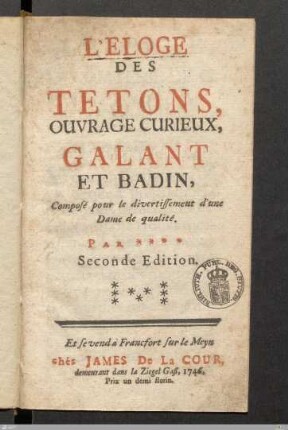 L'ELOGE
DES
TETONS,
OUVRAGE CURIEUX,
GALANT
ET BADIN,
Composé pour le divertissement d'une
Dame de qualité.
PAR ****
Seconde Edition.
Et se vend à Francfort sur le Meyn
chés JAMES De La COUR,
demeurant dans la Ziegel Gass, 1746.
Prix un demi florin.